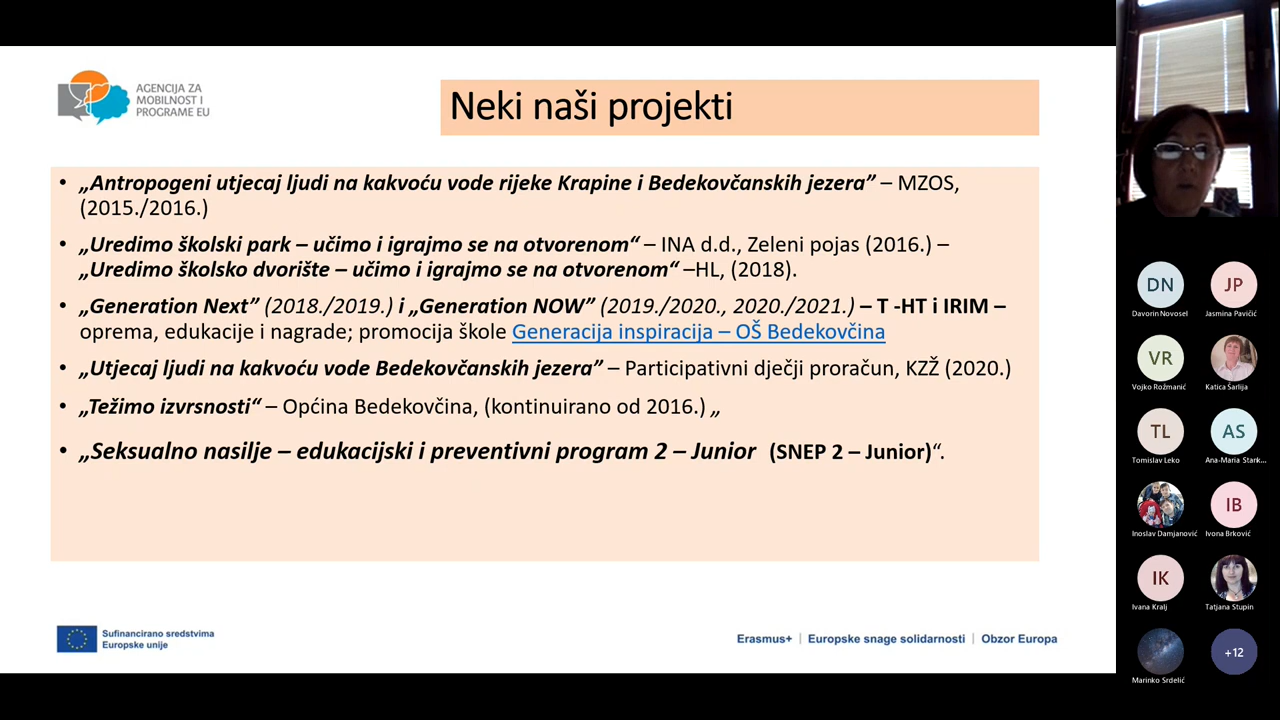 AGENCIJA ZA
MOBILNOST I
PROGRAME EU
Neki naši projekti
• „Antropogeni utjecaj ljudi na kakvoću vode rijeke Krapine i Bedekovčanskih jezera” – MZOS,
(2015./2016.)
• „Uredimo školski park – učimo i igrajmo se na otvorenom“ – INA d.d., Zeleni pojas (2016.) –
„Uredimo školsko dvorište – učimo i igrajmo se na otvorenom“ –HL, (2018).
• „Generation Next” (2018./2019.) i „Generation NOW” (2019./2020., 2020./2021.) – T -HT i IRIM –
oprema, edukacije i nagrade; promocija škole Generacija inspiracija – OŠ Bedekovčina
• „Utjecaj ljudi na kakvoću vode Bedekovčanskih jezera” – Participativni dječji proračun, KZŽ (2020.)
• „Težimo izvrsnosti“ – Općina Bedekovčina, (kontinuirano od 2016.) „
• „Seksualno nasilje – edukacijski i preventivni program 2 – Junior (SNEP 2 – Junior)“.
Sufinancirano sredstvima
Europske unije
Erasmus+ | Europske snage solidarnosti | Obzor Europa
DN
JP
Davorin Novosel
Jasmina Pavičić
VR
Vojko Rožmanić
Katica Šarlija
TL
AS
Tomislav Leko
Ana-Maria Stank...
IB
Inoslav Damjanović
Ivona Brković
IK
Ivana Kralj
Tatjana Stupin
+12
Marinko Srdelić